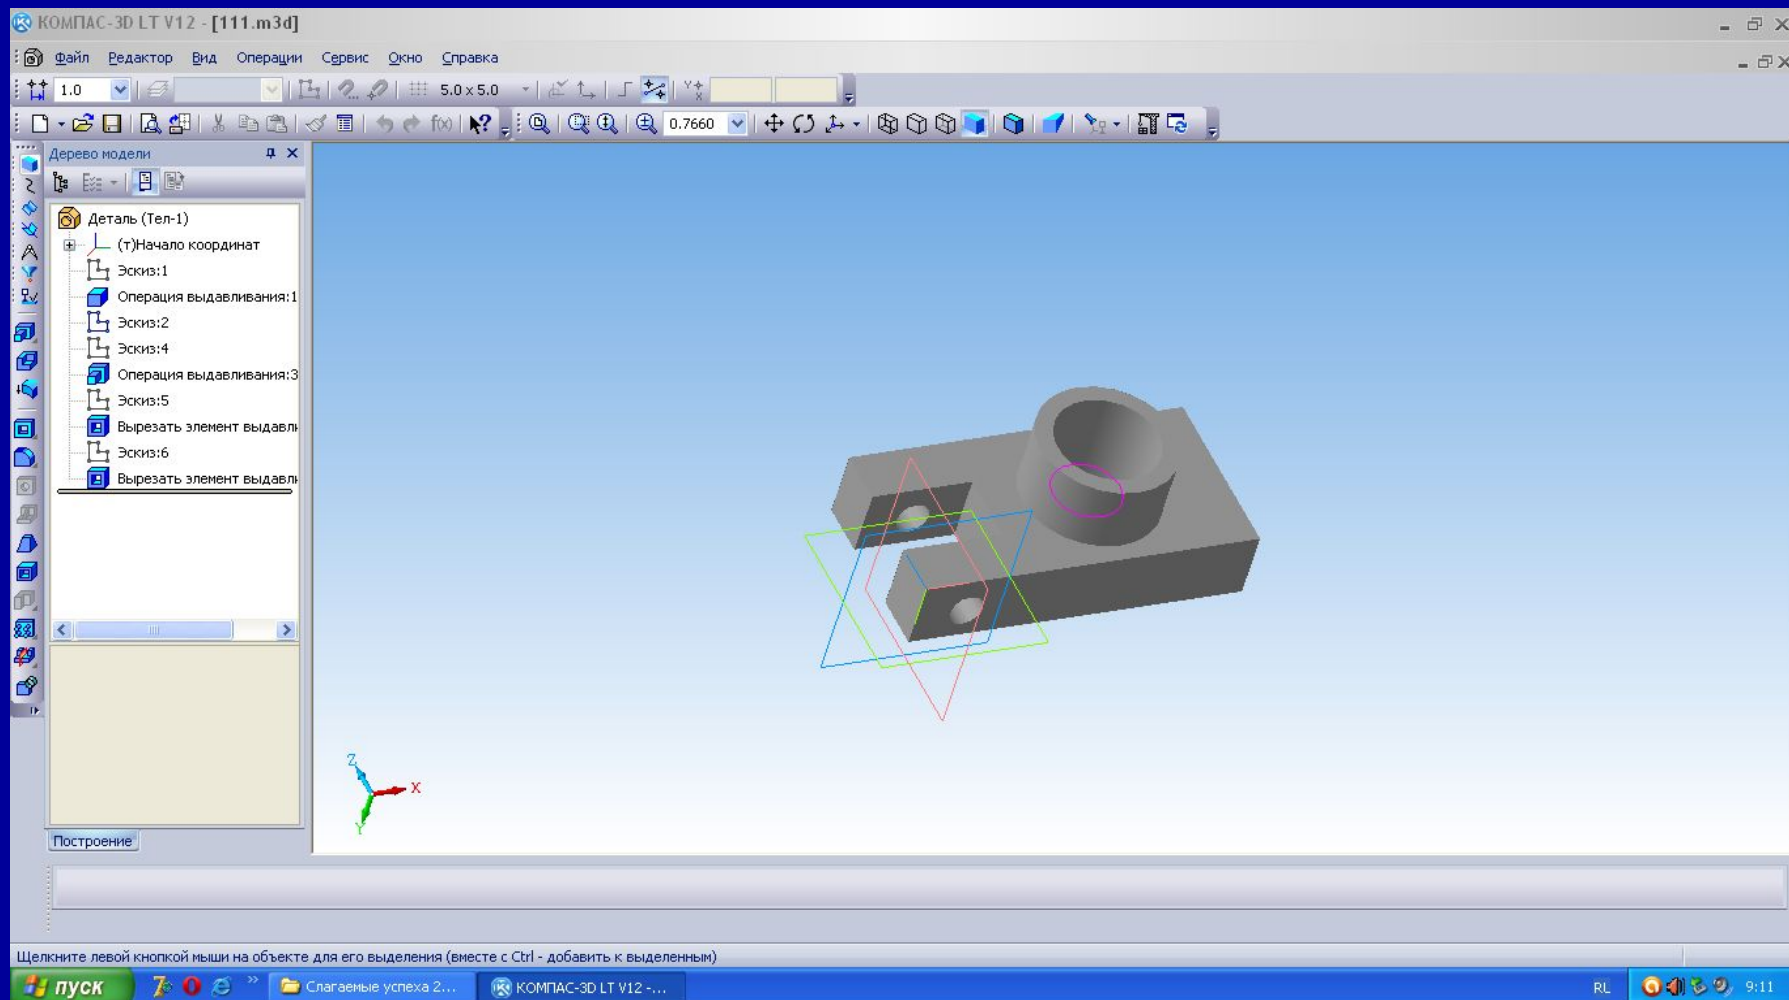 КОМПАС-3D LT V12 - [111.m3d]
Файл Редактор Вид Операции Сервис Окно Справка
1.0 5.0 x 5.0 Y X
f(x) 0.7660
Дерево модели
Деталь (Тел-1)
(т)Начало координат
Эскиз:1
Операция выдавливания:1
Эскиз:2
Эскиз:4
Операция выдавливания:3
Эскиз:5
Вырезать элемент выдавл
Эскиз:6
Вырезать элемент выдавл
Z
X
Y
Построение
Щелкните левой кнопкой мыши на объекте для его выделения (вместе с Ctrl - добавить к выделенным)
пуск Слагаемые успеха 2... КОМПАС-3D LT V12 -... RL 9:11